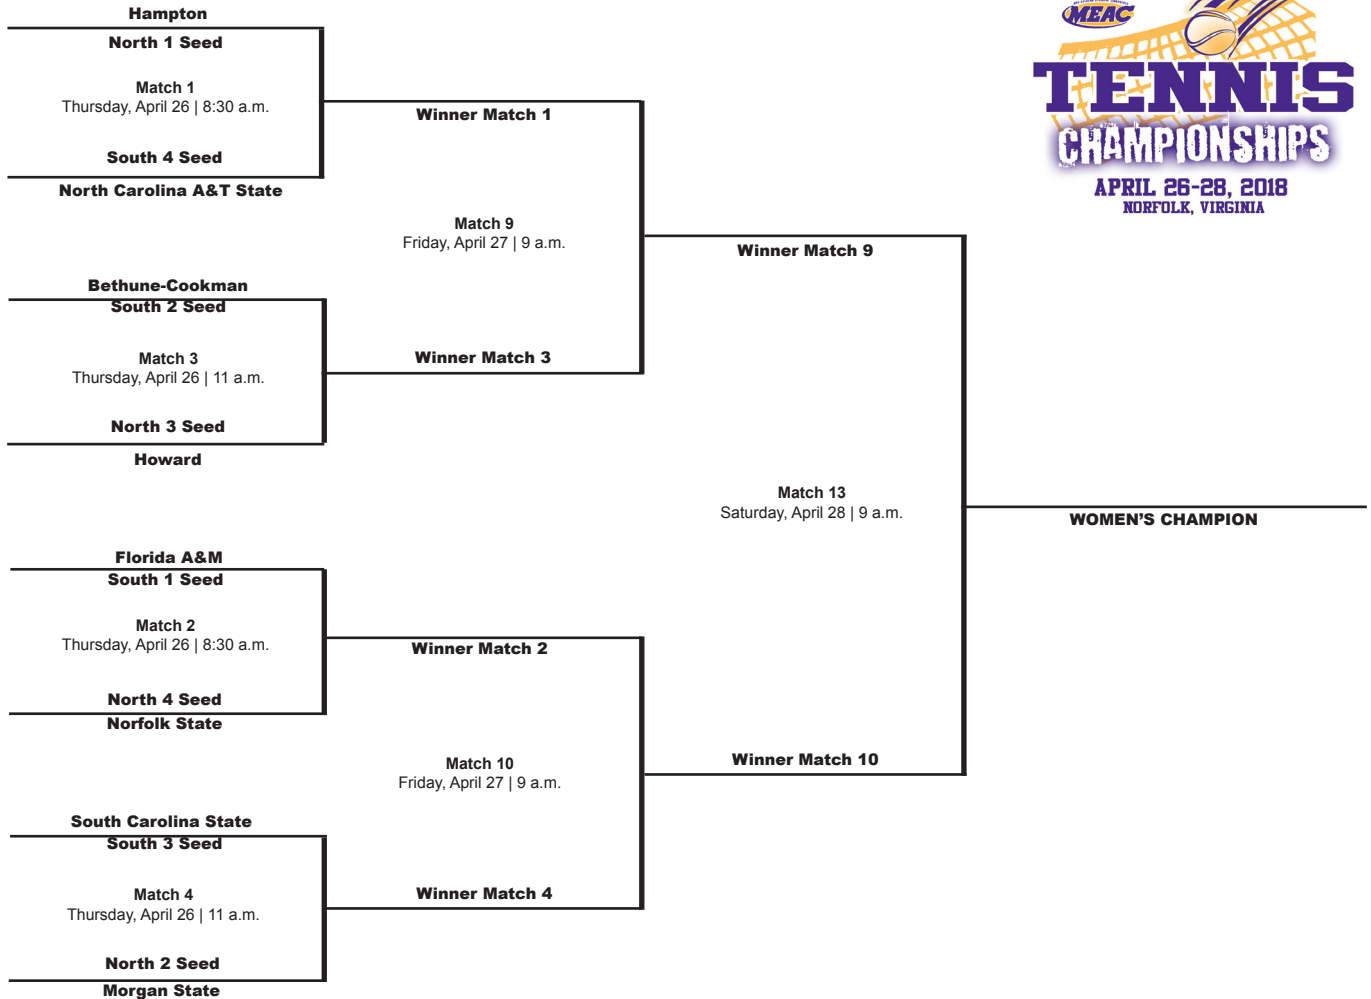 Hampton
North 1 Seed
Match 1
Thursday, April 26 | 8:30 a.m.
South 4 Seed
North Carolina A&T State
Winner Match 1
Match 9
Friday, April 27 | 9 a.m.
Bethune-Cookman
South 2 Seed
Match 3
Thursday, April 26 | 11 a.m.
North 3 Seed
Howard
Winner Match 3
Winner Match 9
Match 13
Saturday, April 28 | 9 a.m.
WOMEN'S CHAMPION
Florida A&M
South 1 Seed
Match 2
Thursday, April 26 | 8:30 a.m.
North 4 Seed
Norfolk State
Winner Match 2
Match 10
Friday, April 27 | 9 a.m.
Winner Match 10
South Carolina State
South 3 Seed
Match 4
Thursday, April 26 | 11 a.m.
North 2 Seed
Morgan State
Winner Match 4
MEAC
TENNIS
CHAMPIONSHIPS
APRIL 26-28, 2018
NORFOLK, VIRGINIA